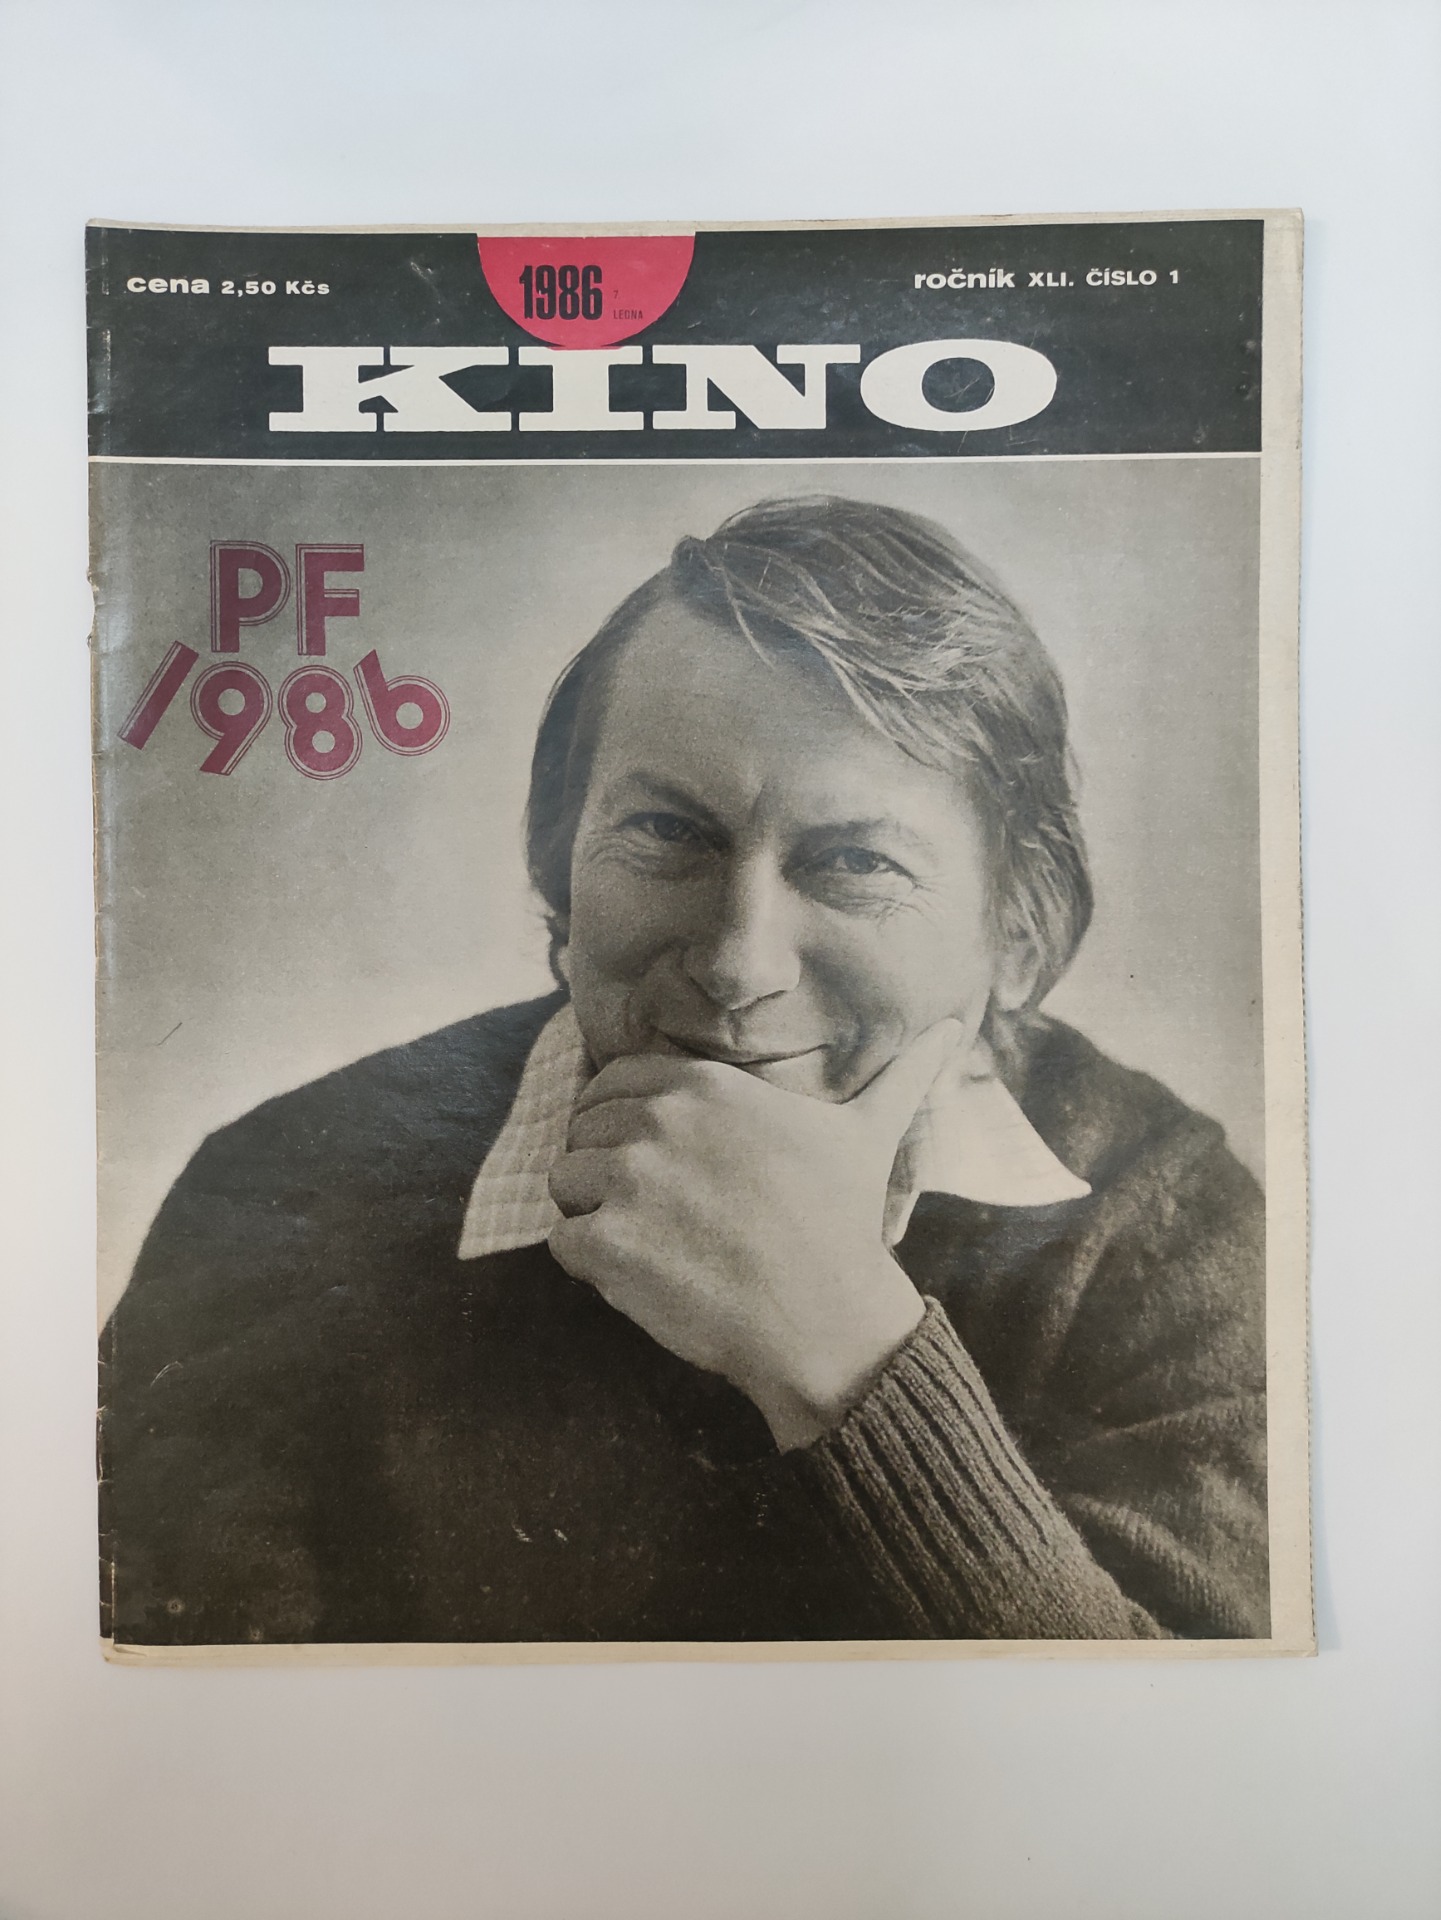 cena 2,50 Kčs
1986
7
LEDNA
ročník XLI. ČÍSLO 1
KINO
PF
1986